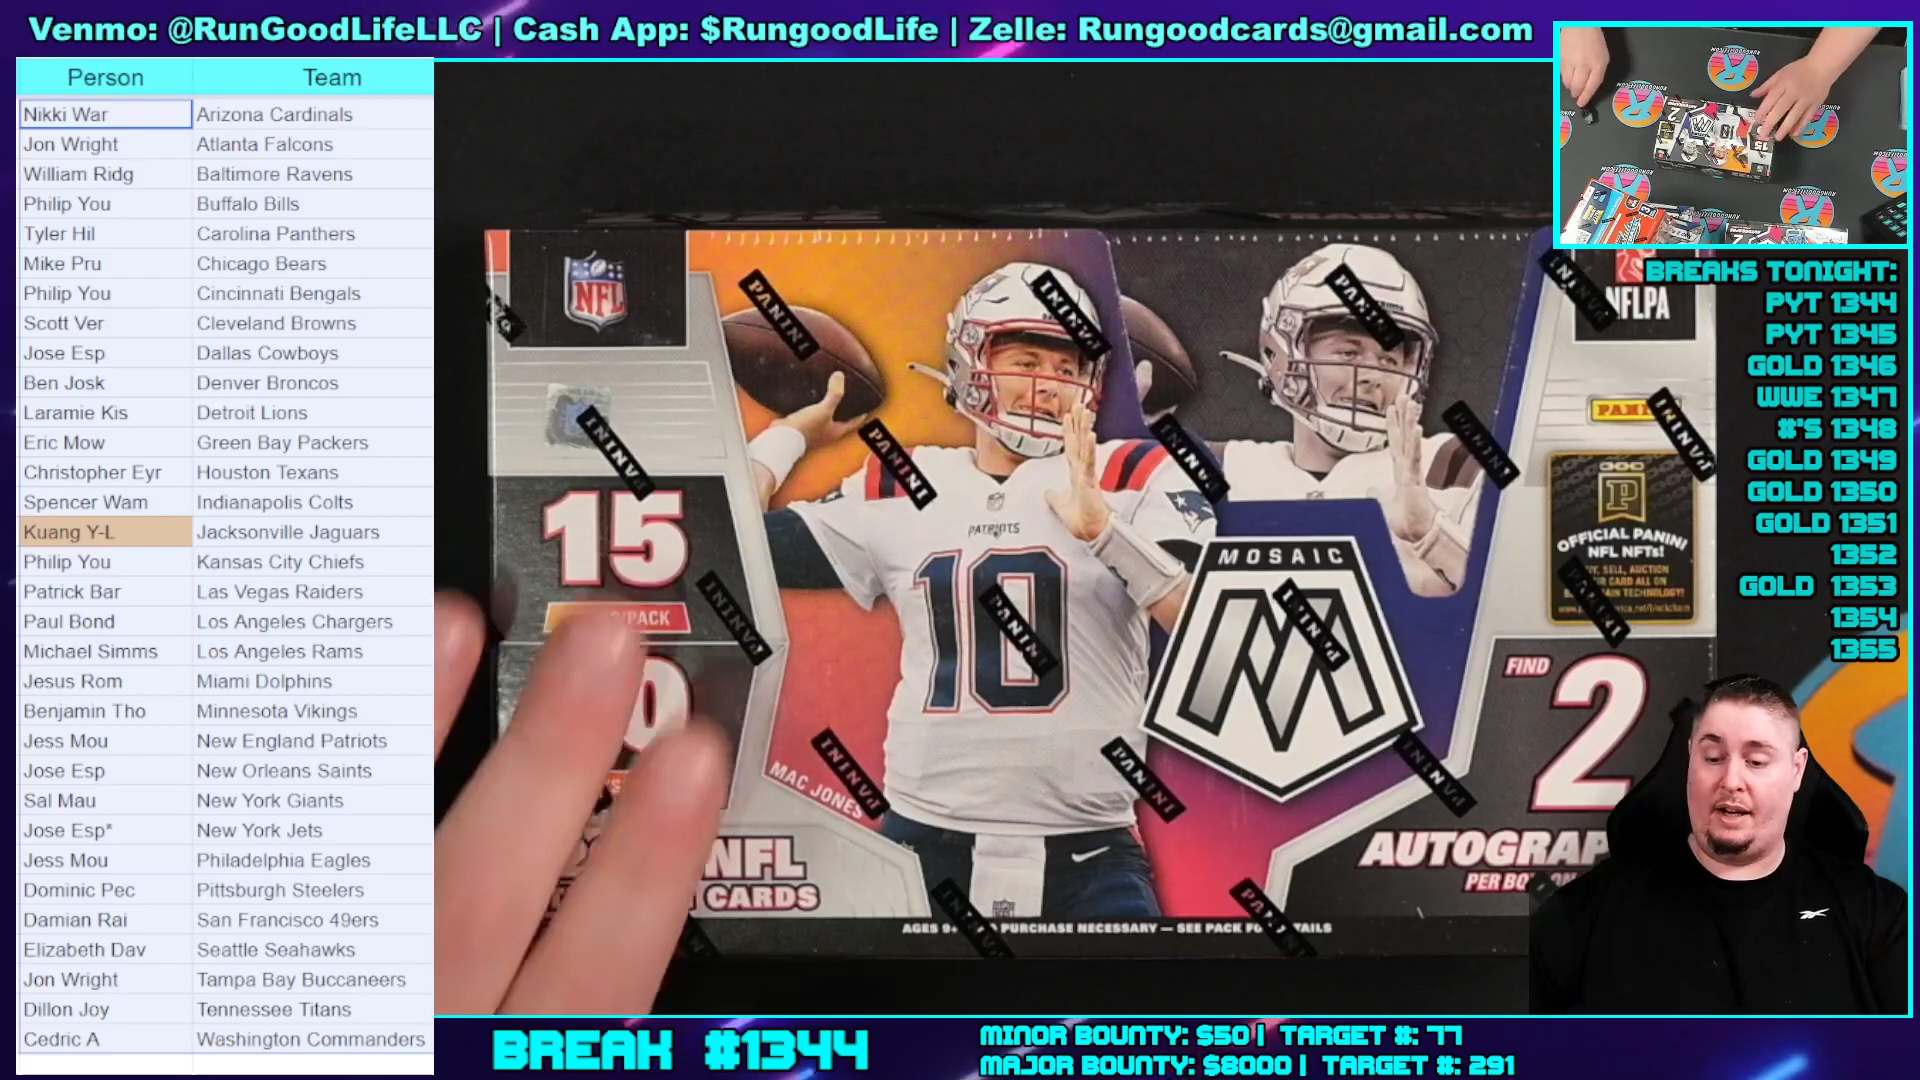 Venmo: @RunGoodLifeLLC | Cash App: $RungoodLife | Zelle: Rungoodcards@gmail.com
Person Team
Nikki War Arizona Cardinals
Jon Wright Atlanta Falcons
William Ridg Baltimore Ravens
Philip You Buffalo Bills
Tyler Hil Carolina Panthers
Mike Pru Chicago Bears
Philip You Cincinnati Bengals
Scott Ver Cleveland Browns
Jose Esp Dallas Cowboys
Ben Josk Denver Broncos
Laramie Kis Detroit Lions
Eric Mow Green Bay Packers
Christopher Eyr Houston Texans
Spencer Wam Indianapolis Colts
Kuang Y-L Jacksonville Jaguars
Philip You Kansas City Chiefs
Patrick Bar Las Vegas Raiders
Paul Bond Los Angeles Chargers
Michael Simms Los Angeles Rams
Jesus Rom Miami Dolphins
Benjamin Tho Minnesota Vikings
Jess Mou New England Patriots
Jose Esp New Orleans Saints
Sal Mau New York Giants
Jose Esp* New York Jets
Jess Mou Philadelphia Eagles
Dominic Pec Pittsburgh Steelers
Damian Rai San Francisco 49ers
Elizabeth Dav Seattle Seahawks
Jon Wright Tampa Bay Buccaneers
Dillon Joy Tennessee Titans
Cedric A Washington Commanders
NFL
15
/PACK
PATRIOTS
10
MAC JONES
NFL
CARDS
MOSAIC
NFLPA
PANINI
OFFICIAL PANINI
NFL NFTs!
FIND
2
PER
PURCHASE NECESSARY — SEE PACK
BREAKS TONIGHT:
PYT 1344
PYT 1345
GOLD 1346
WWE 1347
#'S 1348
GOLD 1349
GOLD 1350
GOLD 1351
1352
GOLD 1353
1354
1355
BREAK #1344
MINOR BOUNTY: $50 | TARGET #: 77
MAJOR BOUNTY: $8000 | TARGET #: 291